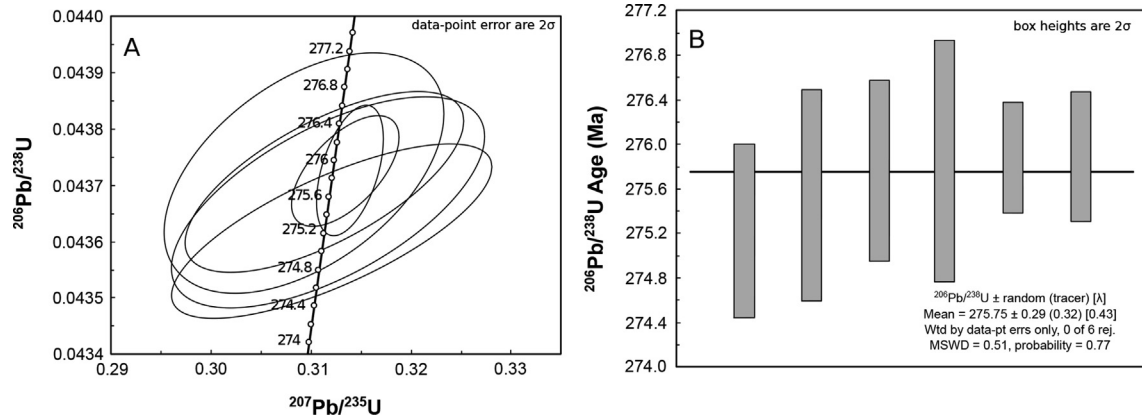 A
data-point error are 2σ
²⁰⁶Pb/²³⁸U
0.0440
0.0439
0.0438
0.0437
0.0436
0.0435
0.0434
277.2
276.8
276.4
276
275.6
275.2
274.8
274.4
274
0.29
0.30
0.31
0.32
0.33
²⁰⁷Pb/²³⁵U
B
box heights are 2σ
²⁰⁶Pb/²³⁸U Age (Ma)
277.2
276.8
276.4
276.0
275.6
275.2
274.8
274.4
274.0
²⁰⁶Pb/²³⁸U ± random (tracer) [λ]
Mean = 275.75 ± 0.29 (0.32) [0.43]
Wtd by data-pt errs only, 0 of 6 rej.
MSWD = 0.51, probability = 0.77